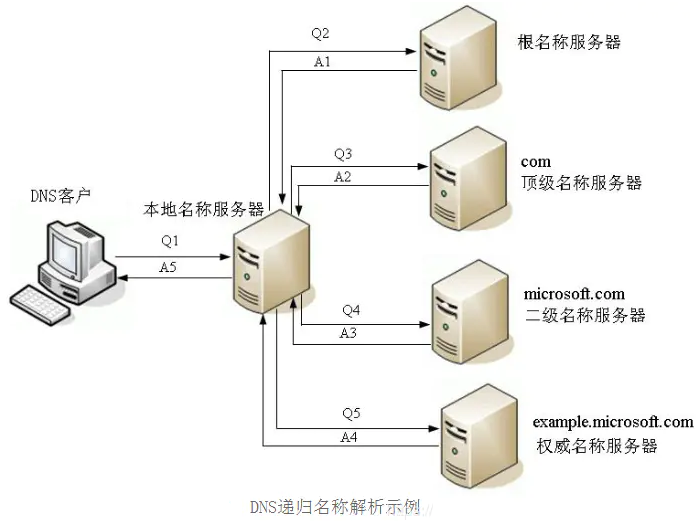 Q2
根名称服务器
A1
Q3
com
A2
顶级名称服务器
DNS客户
本地名称服务器
Q1
A5
microsoft.com
Q4
二级名称服务器
A3
Q5
example.microsoft.com
A4
权威名称服务器
DNS递归名称解析示例